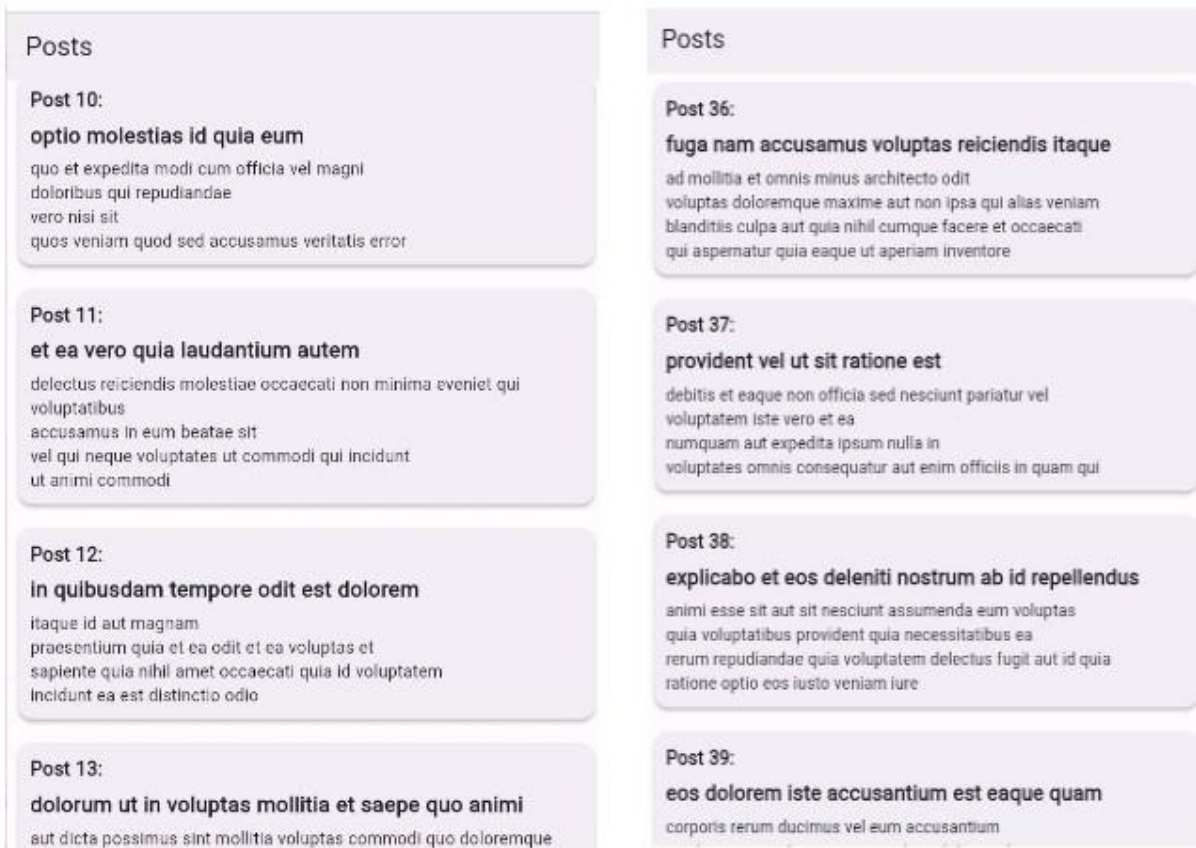 Posts
Post 10:
optio molestias id quia eum
quo et expedita modi cum officia vel magni
doloribus qui repudiandae
vero nisi sit
quos veniam quod sed accusamus veritatis error
Post 11:
et ea vero quia laudantium autem
delectus reiciendis molestiae occaecati non minima eveniet qui
voluptatibus
accusamus in eum beatae sit
vel qui neque voluptates ut commodi qui incidunt
ut animi commodi
Post 12:
in quibusdam tempore odit est dolorem
itaque id aut magnam
praesentium quia et ea odit et ea voluptas et
sapiente quia nihil amet occaecati quia id voluptatem
incidunt ea est distinctio odio
Post 13:
dolorum ut in voluptas mollitia et saepe quo animi
aut dicta possimus sint mollitia voluptas commodi quo doloremque
Posts
Post 36:
fuga nam accusamus voluptas reiciendis itaque
ad mollitia et omnis minus architecto odit
voluptas doloremque maxime aut non ipsa qui alias veniam
blanditiis culpa aut quia nihil cumque facere et occaecati
qui aspernatur quia eaque ut aperiam inventore
Post 37:
provident vel ut sit ratione est
debitis et eaque non officia sed nesciunt pariatur vel
voluptatem iste vero et ea
numquam aut expedita ipsum nulla in
voluptates omnis consequatur aut enim officiis in quam qui
Post 38:
explicabo et eos deleniti nostrum ab id repellendus
animi esse sit aut sit nesciunt assumenda eum voluptas
quia voluptatibus provident quia necessitatibus ea
rerum repudiandae quia voluptatem delectus fugit aut id quia
ratione optio eos iusto veniam iure
Post 39:
eos dolorem iste accusantium est eaque quam
corporis rerum ducimus vel eum accusantium